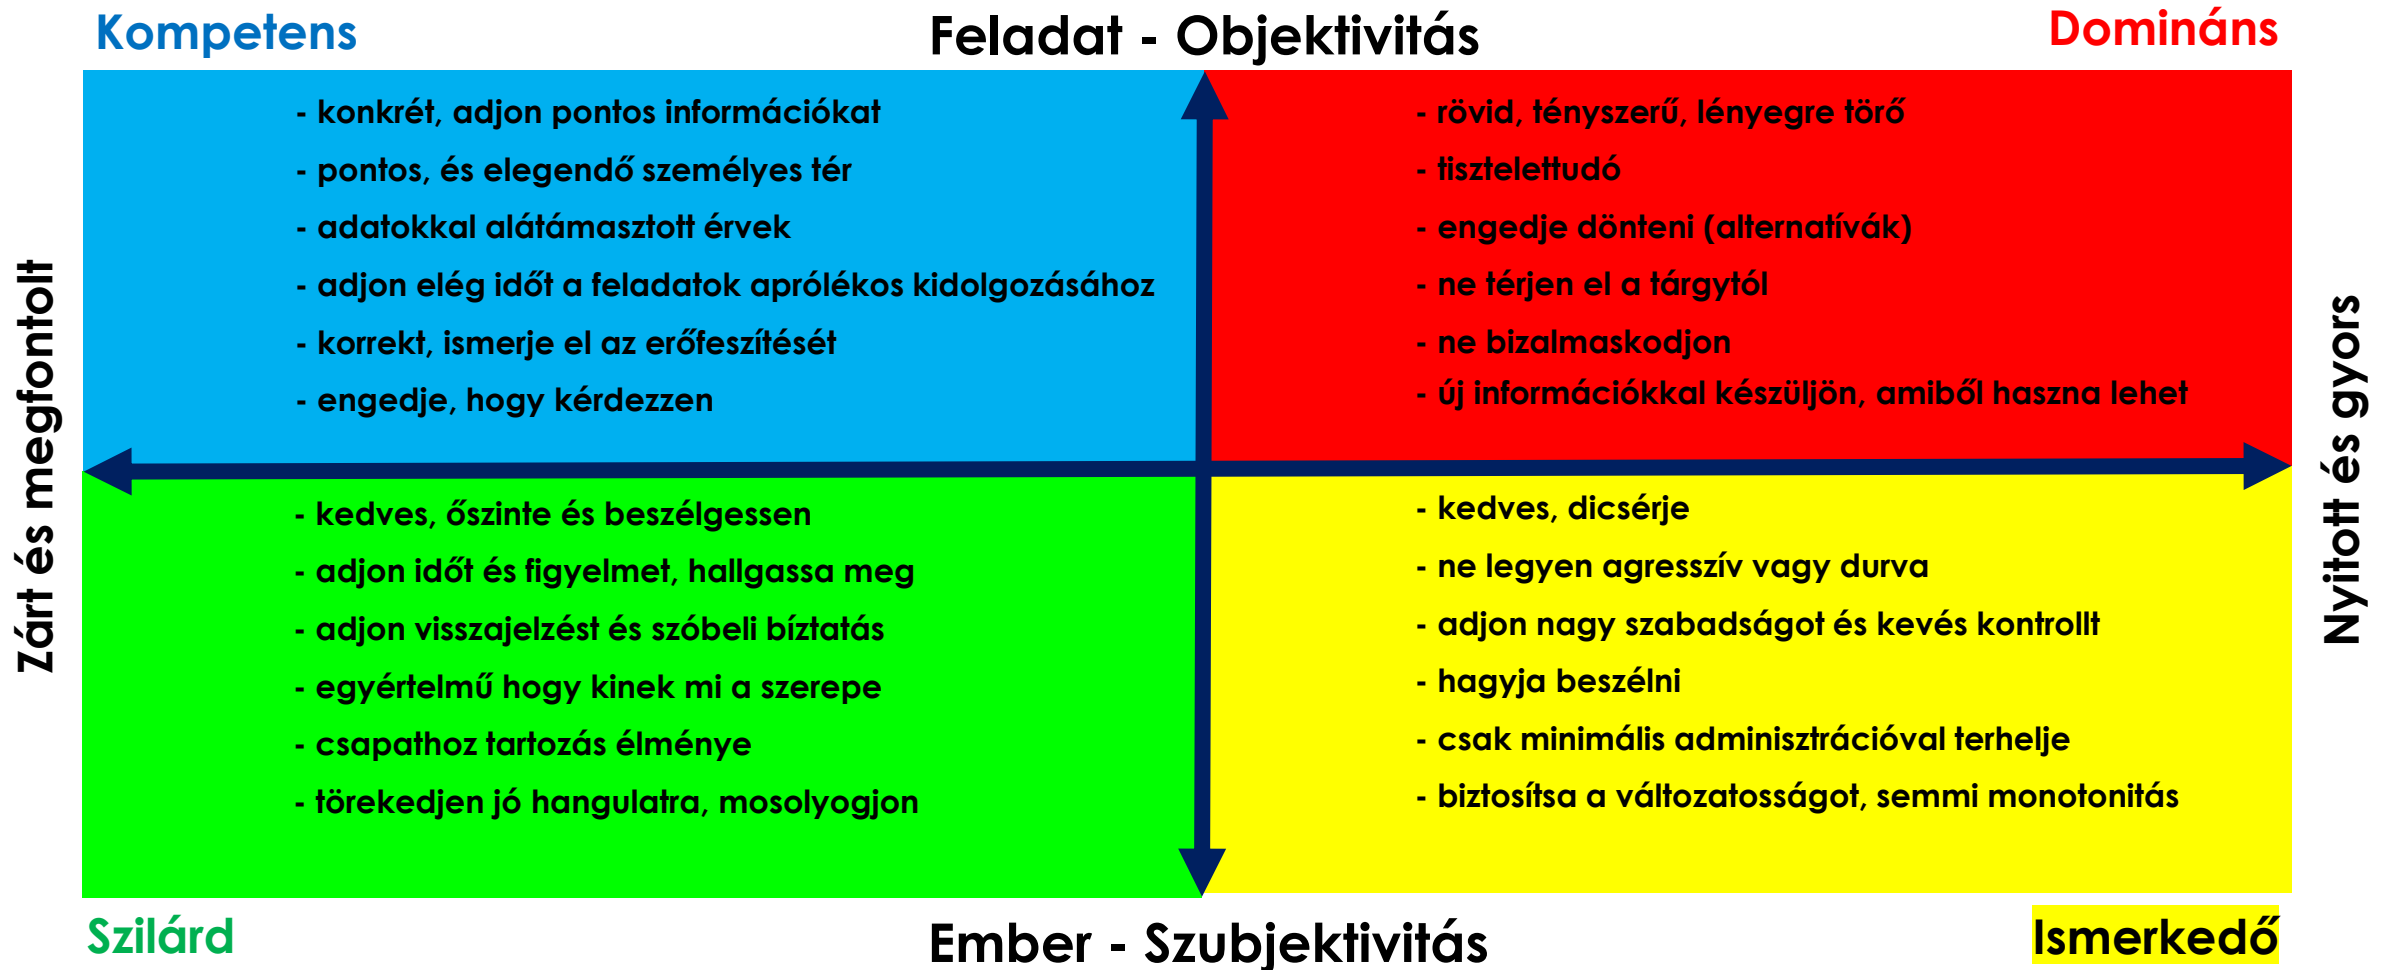 Kompetens
Feladat - Objektivitás
Domináns
Zárt és megfontolt
- konkrét, adjon pontos információkat
- pontos, és elegendő személyes tér
- adatokkal alátámasztott érvek
- adjon elég időt a feladatok aprólékos kidolgozásához
- korrekt, ismerje el az erőfeszítését
- engedje, hogy kérdezzen
- rövid, tényszerű, lényegre törő
- tisztelettudó
- engedje dönteni (alternatívák)
- ne térjen el a tárgytól
- ne bizalmaskodjon
- új információkkal készüljön, amiből haszna lehet
Nyitott és gyors
- kedves, őszinte és beszélgessen
- adjon időt és figyelmet, hallgassa meg
- adjon visszajelzést és szóbeli bíztatás
- egyértelmű hogy kinek mi a szerepe
- csapathoz tartozás élménye
- törekedjen jó hangulatra, mosolyogjon
- kedves, dicsérje
- ne legyen agresszív vagy durva
- adjon nagy szabadságot és kevés kontrollt
- hagyja beszélni
- csak minimális adminisztrációval terhelje
- biztosítsa a változatosságot, semmi monotonitás
Szilárd
Ember - Szubjektivitás
Ismerkedő